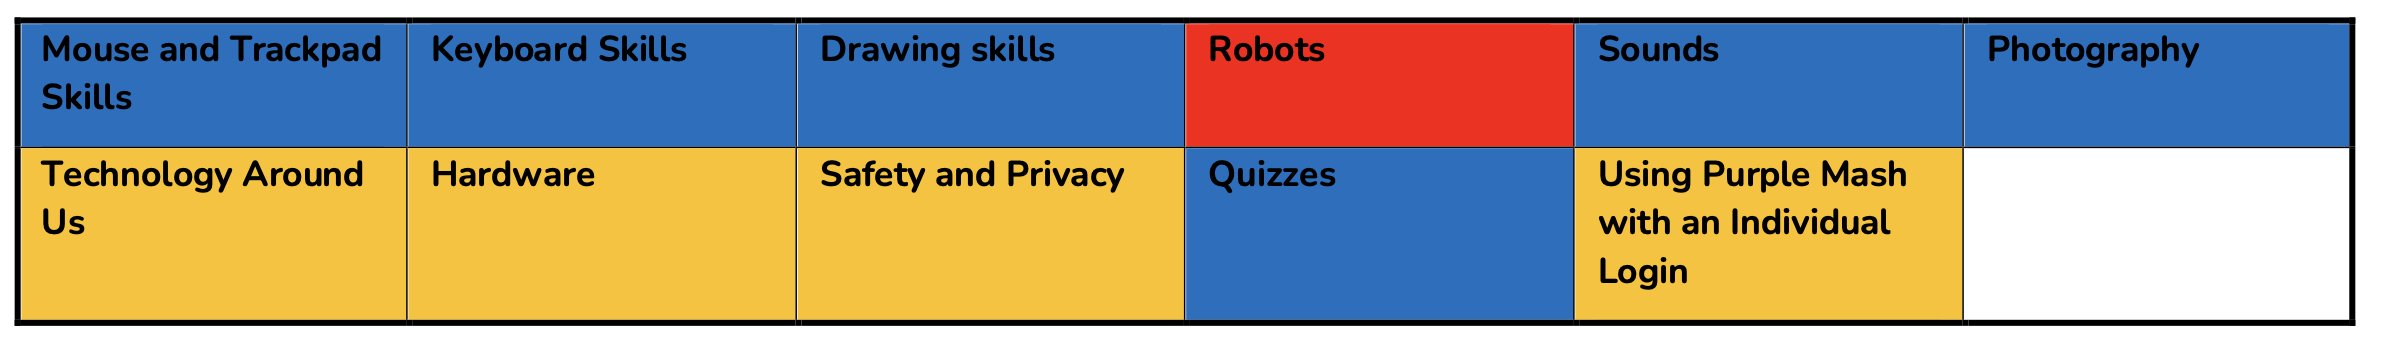 Mouse and Trackpad
Skills
Keyboard Skills
Drawing skills
Robots
Sounds
Photography
Technology Around
Us
Hardware
Safety and Privacy
Quizzes
Using Purple Mash
with an Individual
Login